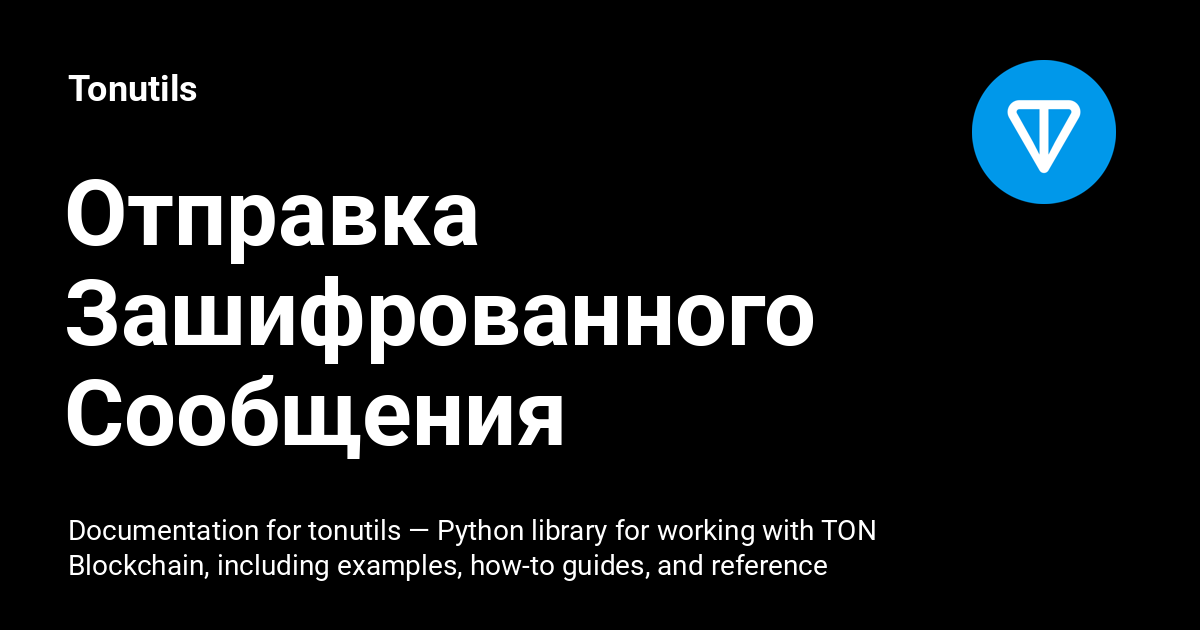 Tonutils
Отправка
Зашифрованного
Сообщения
Documentation for tonutils — Python library for working with TON
Blockchain, including examples, how-to guides, and reference